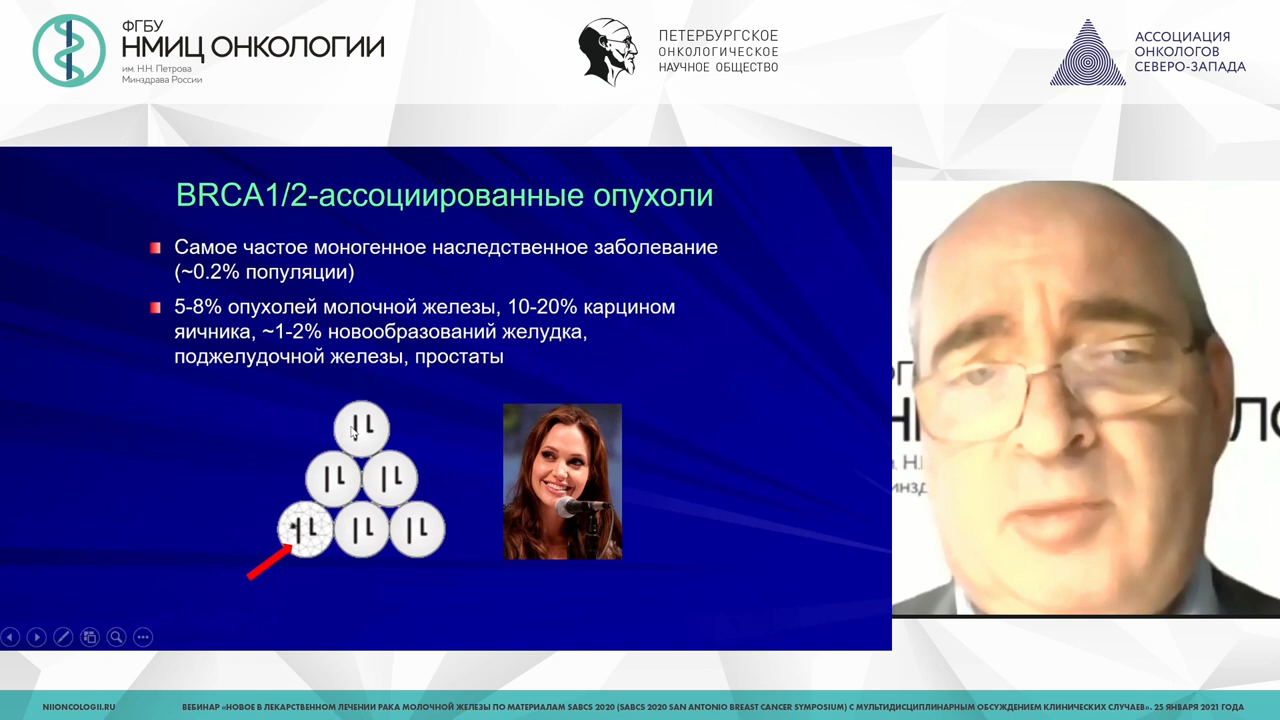 ФГБУ
НМИЦ ОНКОЛОГИИ
им. Н.Н. Петрова
Минздрава России
ПЕТЕРБУРГСКОЕ
ОНКОЛОГИЧЕСКОЕ
НАУЧНОЕ ОБЩЕСТВО
АССОЦИАЦИЯ
ОНКОЛОГОВ
СЕВЕРО-ЗАПАДА
BRCA1/2-ассоциированные опухоли
Самое частое моногенное наследственное заболевание
(~0.2% популяции)
5-8% опухолей молочной железы, 10-20% карцином
яичника, ~1-2% новообразований желудка,
поджелудочной железы, простаты
NIIONCOLOGII.RU
ВЕБИНАР «НОВОЕ В ЛЕКАРСТВЕННОМ ЛЕЧЕНИИ РАКА МОЛОЧНОЙ ЖЕЛЕЗЫ ПО МАТЕРИАЛАМ SABCS 2020 (SABCS 2020 SAN ANTONIO BREAST CANCER SYMPOSIUM) С МУЛЬТИДИСЦИПЛИНАРНЫМ ОБСУЖДЕНИЕМ КЛИНИЧЕСКИХ СЛУЧАЕВ». 25 ЯНВАРЯ 2021 ГОДА